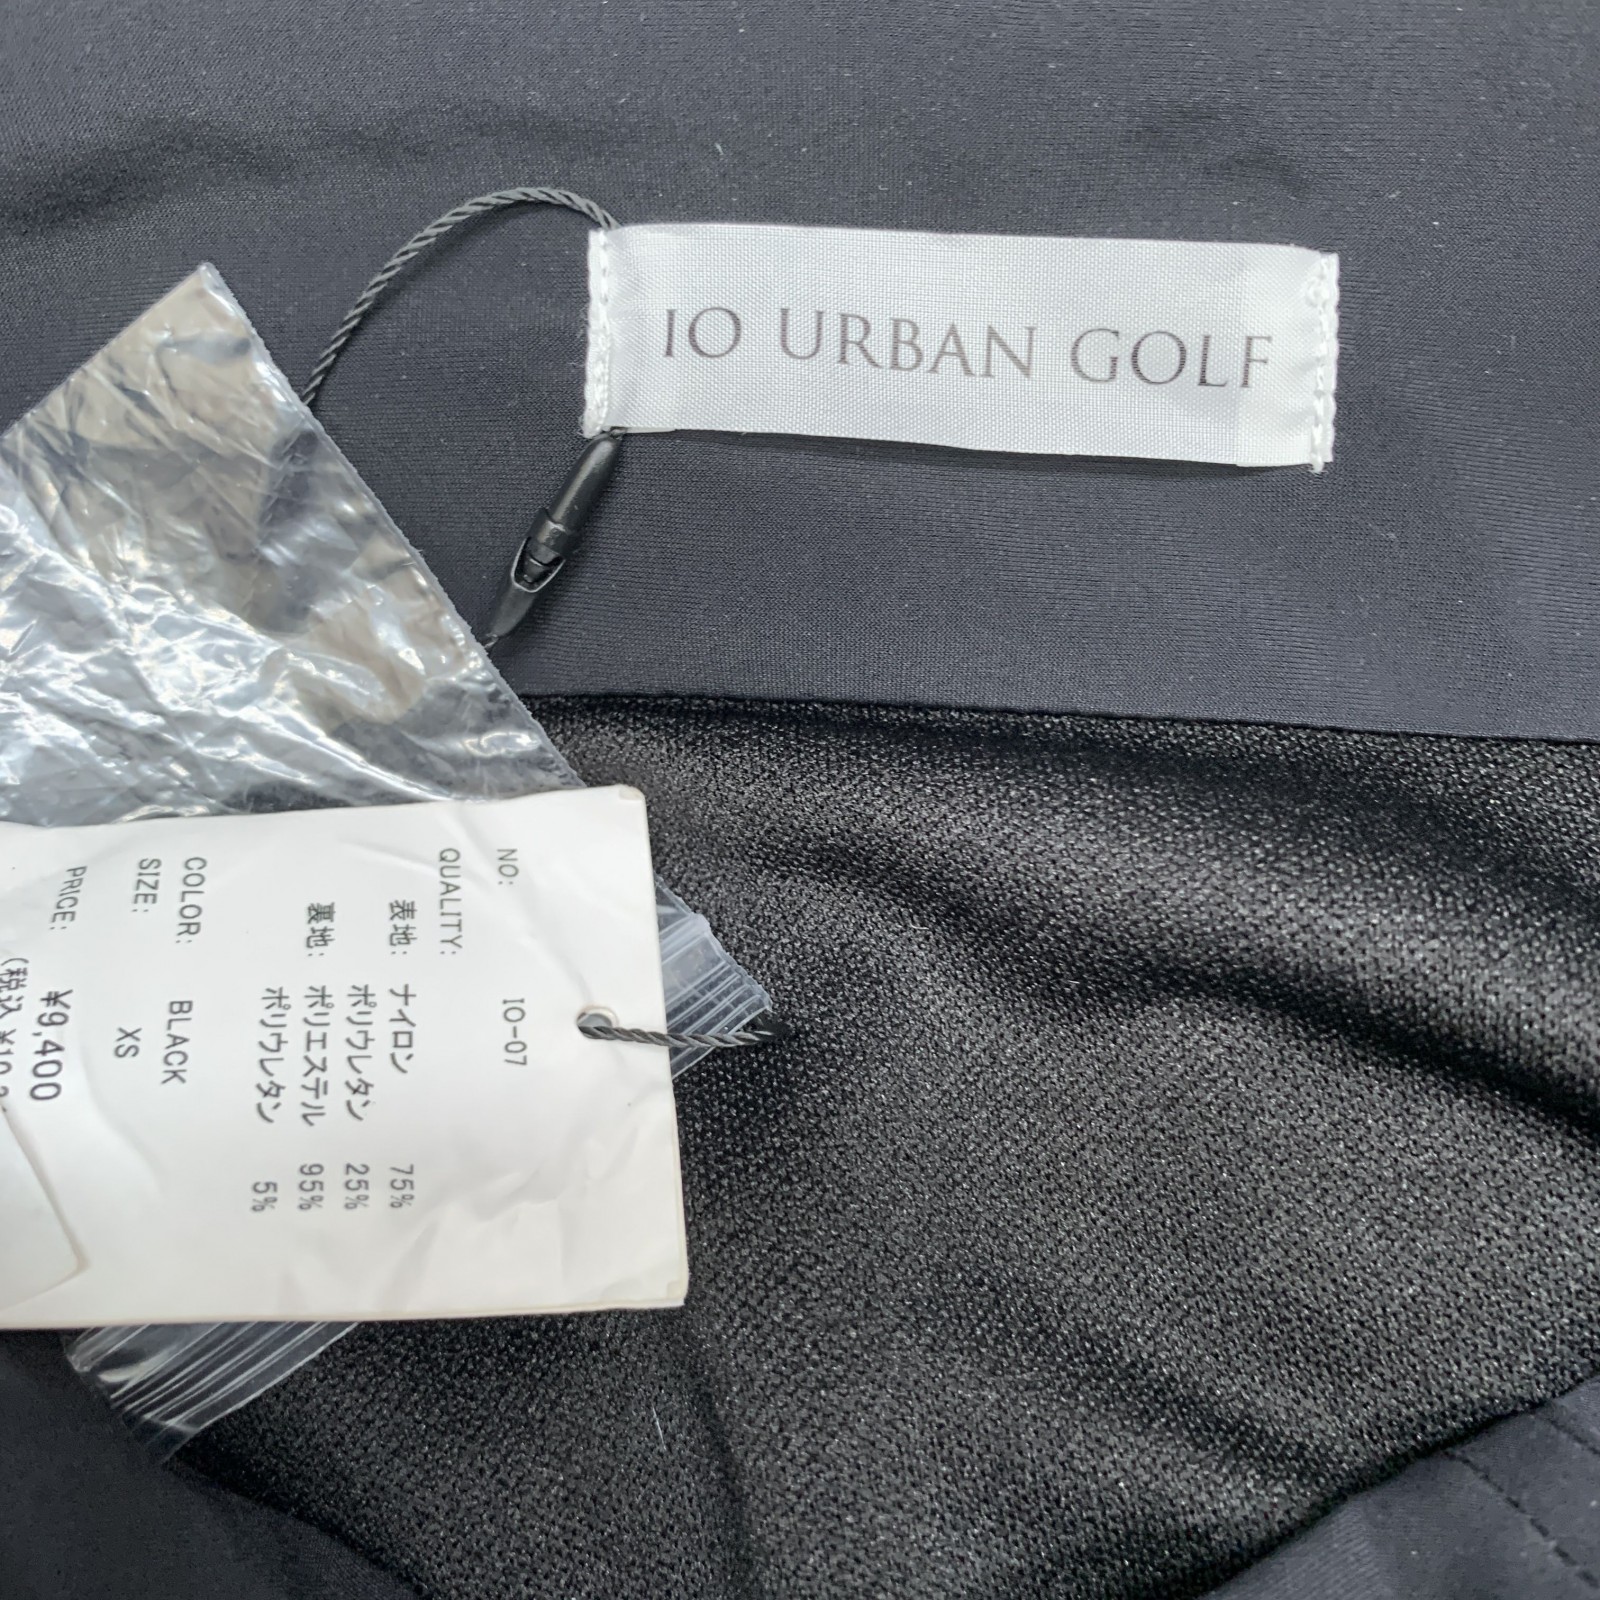 IO URBAN GOLF
NO: IO-07
QUALITY:
表地: ナイロン 75%
ポリウレタン 25%
裏地: ポリエステル 95%
ポリウレタン 5%
COLOR: BLACK
SIZE: XS
PRICE: ¥9,400
(税込